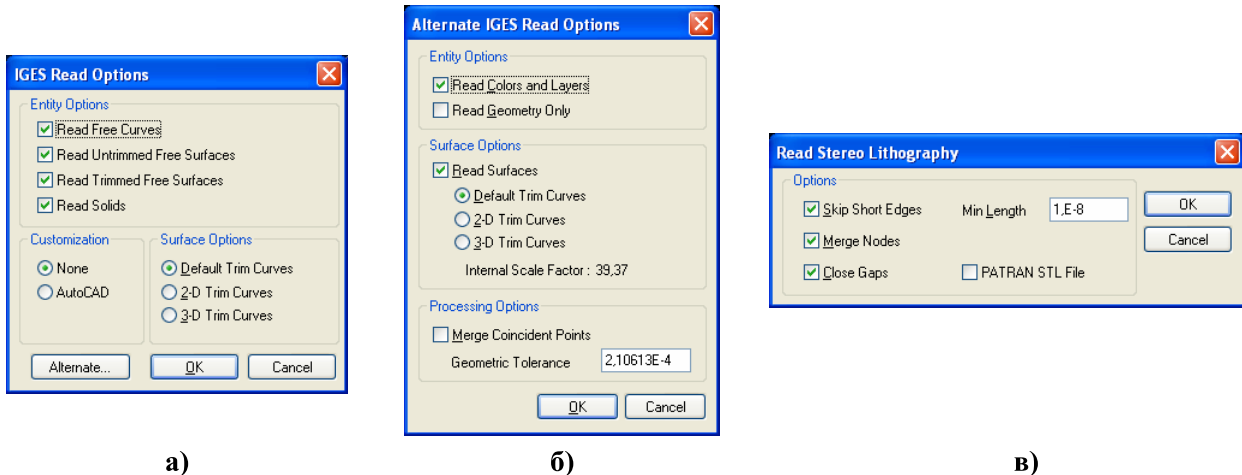 IGES Read Options
Entity Options
Read Free Curves
Read Untrimmed Free Surfaces
Read Trimmed Free Surfaces
Read Solids
Customization
None
AutoCAD
Surface Options
Default Trim Curves
2-D Trim Curves
3-D Trim Curves
Alternate...
OK
Cancel
а)
Alternate IGES Read Options
Entity Options
Read Colors and Layers
Read Geometry Only
Surface Options
Read Surfaces
Default Trim Curves
2-D Trim Curves
3-D Trim Curves
Internal Scale Factor : 39,37
Processing Options
Merge Coincident Points
Geometric Tolerance 2,10613E-4
OK
Cancel
б)
Read Stereo Lithography
Options
Skip Short Edges Min Length 1,E-8
Merge Nodes
Close Gaps PATRAN STL File
OK
Cancel
в)